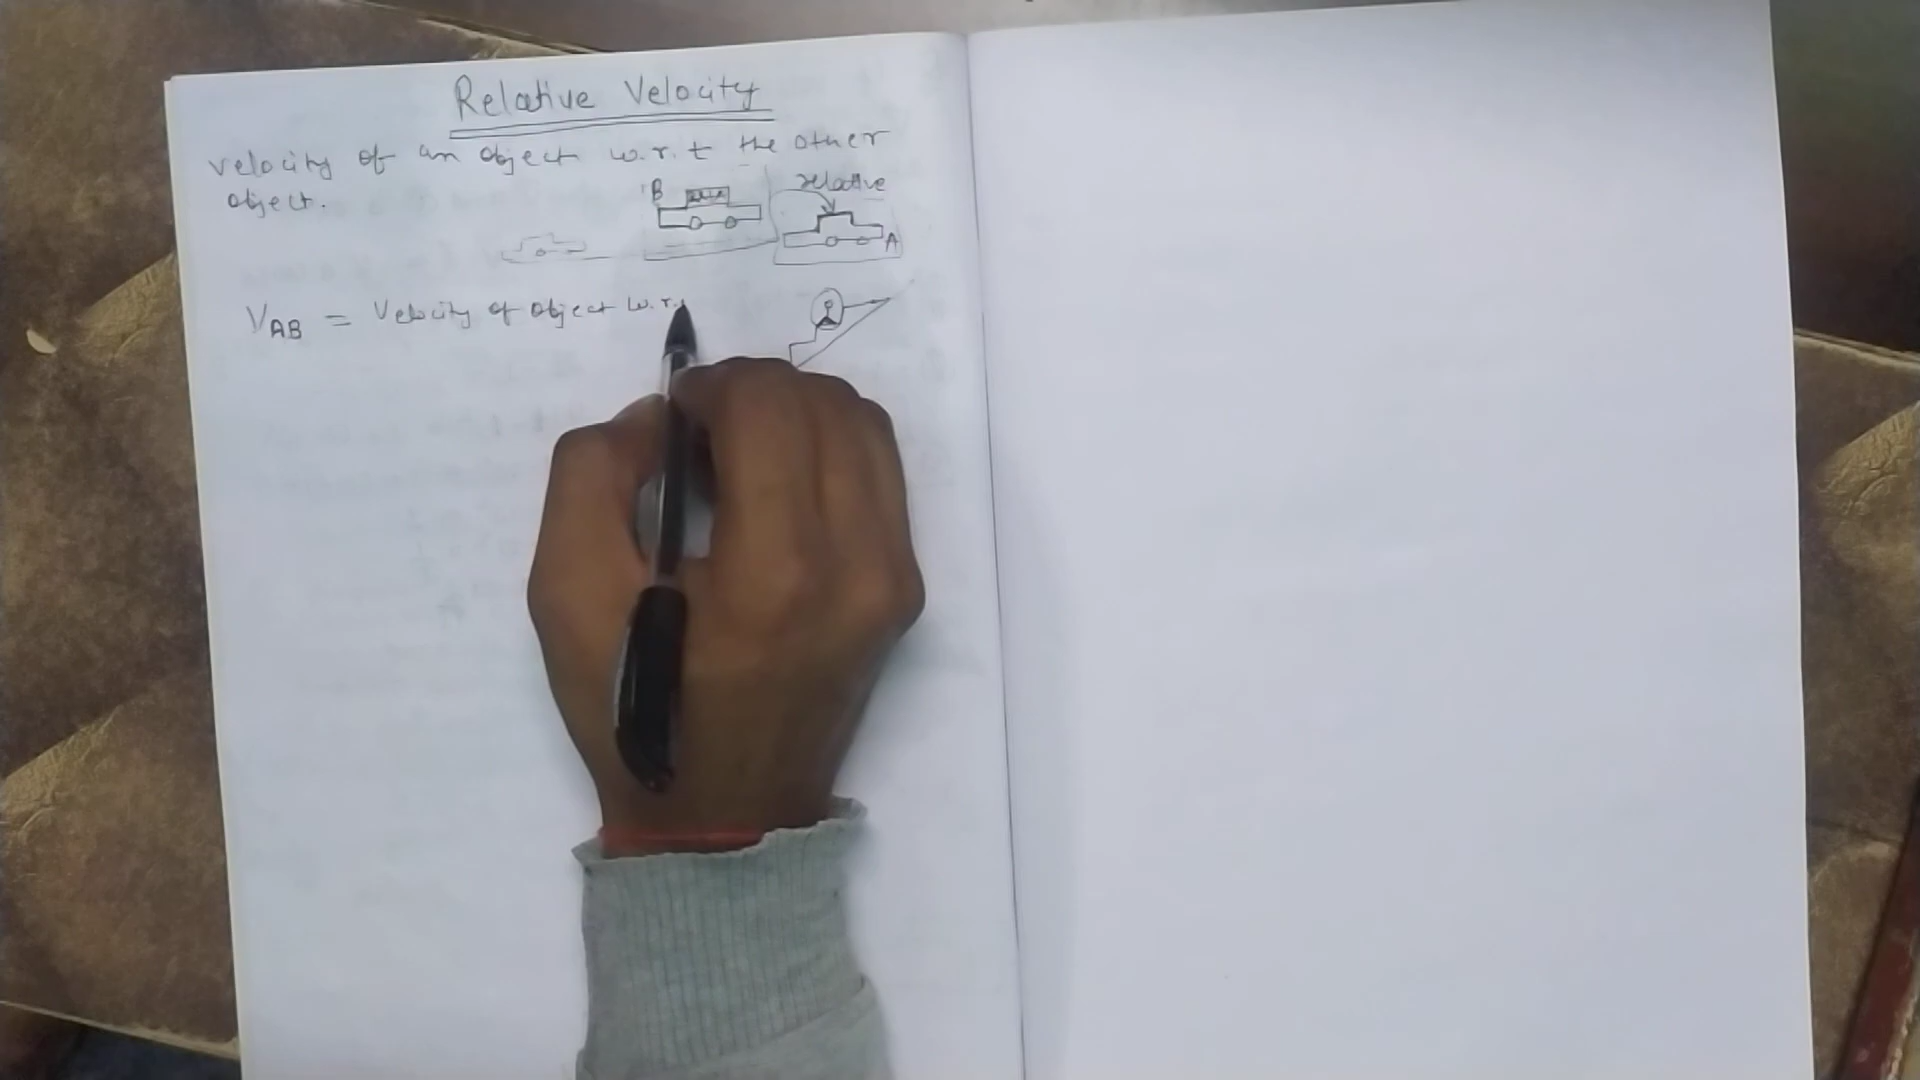 Relative Velocity
Velocity of an object w.r.t the other
object.
B
relative
A
VAB = Velocity of object w.r.